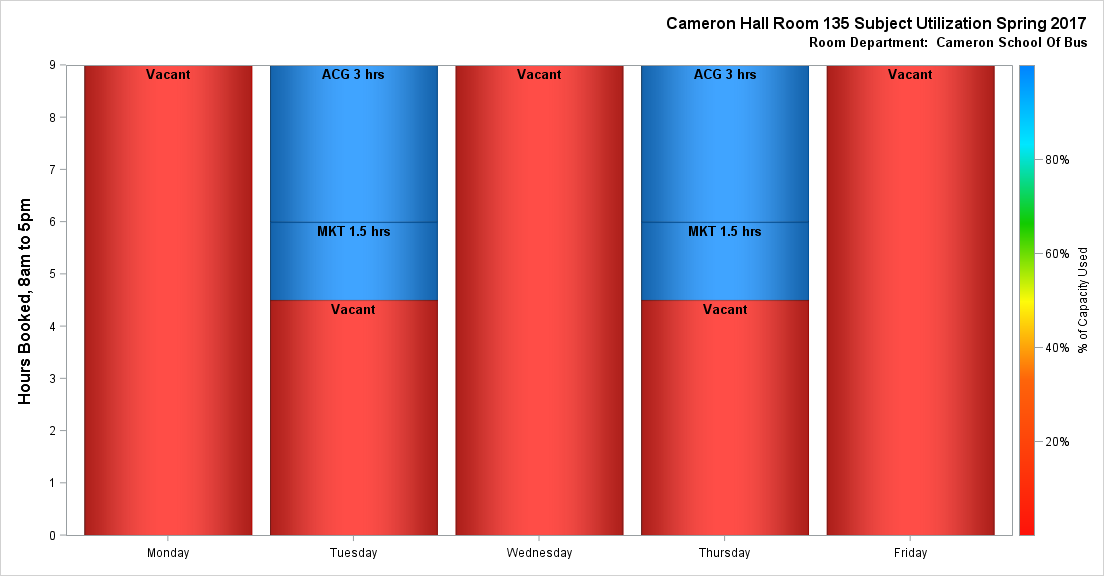 Cameron Hall Room 135 Subject Utilization Spring 2017
Room Department:  Cameron School Of Bus
Hours Booked, 8am to 5pm
9
8
7
6
5
4
3
2
1
0
Vacant
ACG 3 hrs
MKT 1.5 hrs
Vacant
Vacant
ACG 3 hrs
MKT 1.5 hrs
Vacant
Vacant
Monday
Tuesday
Wednesday
Thursday
Friday
80%
60%
40%
20%
% of Capacity Used